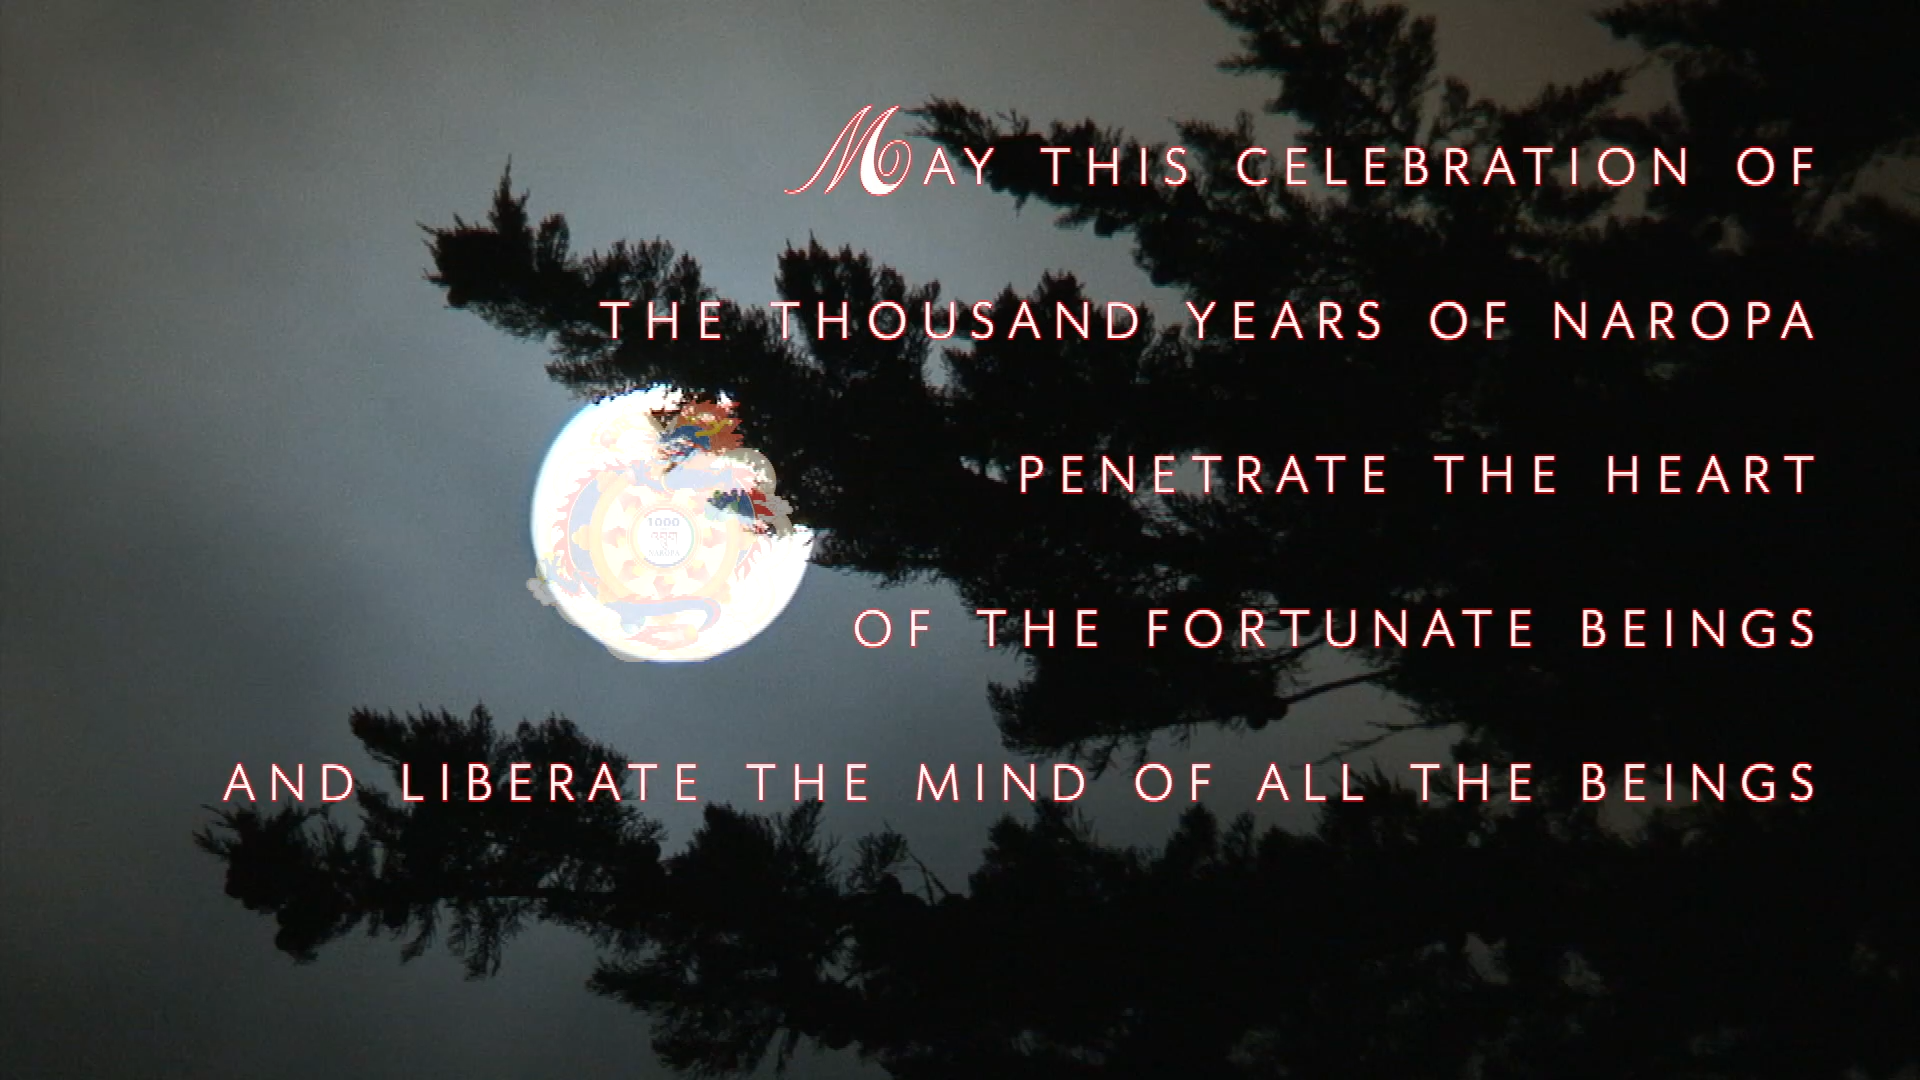 MAY THIS CELEBRATION OF
THE THOUSAND YEARS OF NAROPA
PENETRATE THE HEART
1000
NAROPA
OF THE FORTUNATE BEINGS
AND LIBERATE THE MIND OF ALL THE BEINGS